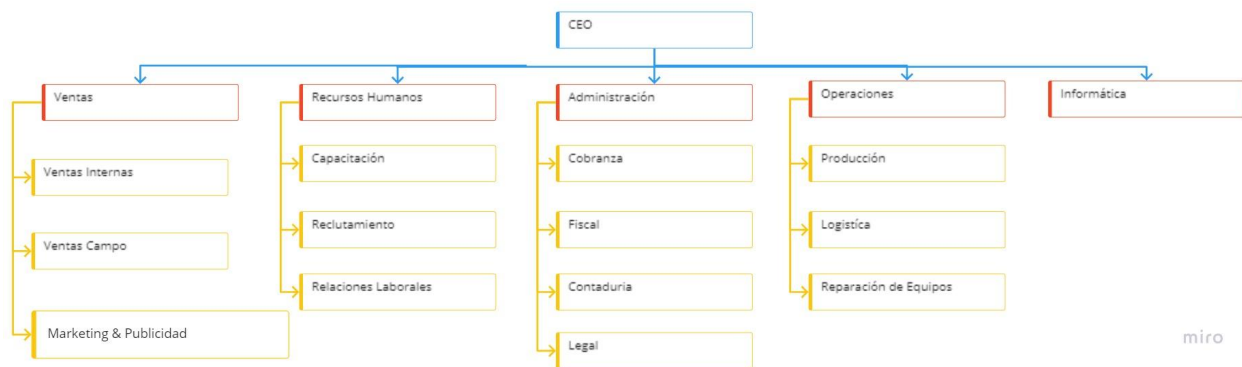 CEO
Ventas
Recursos Humanos
Administración
Operaciones
Informática
Ventas Internas
Capacitación
Cobranza
Producción
Ventas Campo
Reclutamiento
Fiscal
Logistíca
Marketing & Publicidad
Relaciones Laborales
Contaduria
Reparación de Equipos
Legal
miro